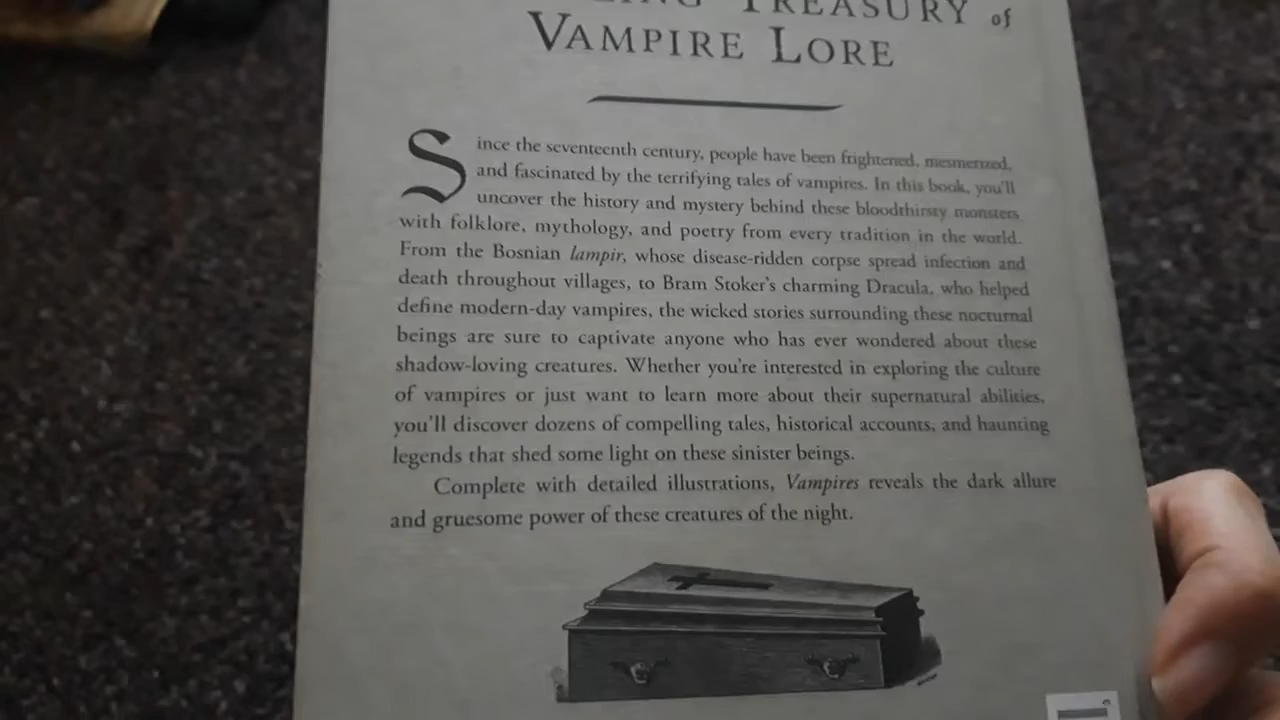 TREASURY of
VAMPIRE LORE
Since the seventeenth century, people have been frightened, mesmerized,
and fascinated by the terrifying tales of vampires. In this book, you'll
uncover the history and mystery behind these bloodthirsty monsters
with folklore, mythology, and poetry from every tradition in the world.
From the Bosnian lampir, whose disease-ridden corpse spread infection and
death throughout villages, to Bram Stoker's charming Dracula, who helped
define modern-day vampires, the wicked stories surrounding these nocturnal
beings are sure to captivate anyone who has ever wondered about these
shadow-loving creatures. Whether you're interested in exploring the culture
of vampires or just want to learn more about their supernatural abilities,
you'll discover dozens of compelling tales, historical accounts, and haunting
legends that shed some light on these sinister beings.
Complete with detailed illustrations, Vampires reveals the dark allure
and gruesome power of these creatures of the night.